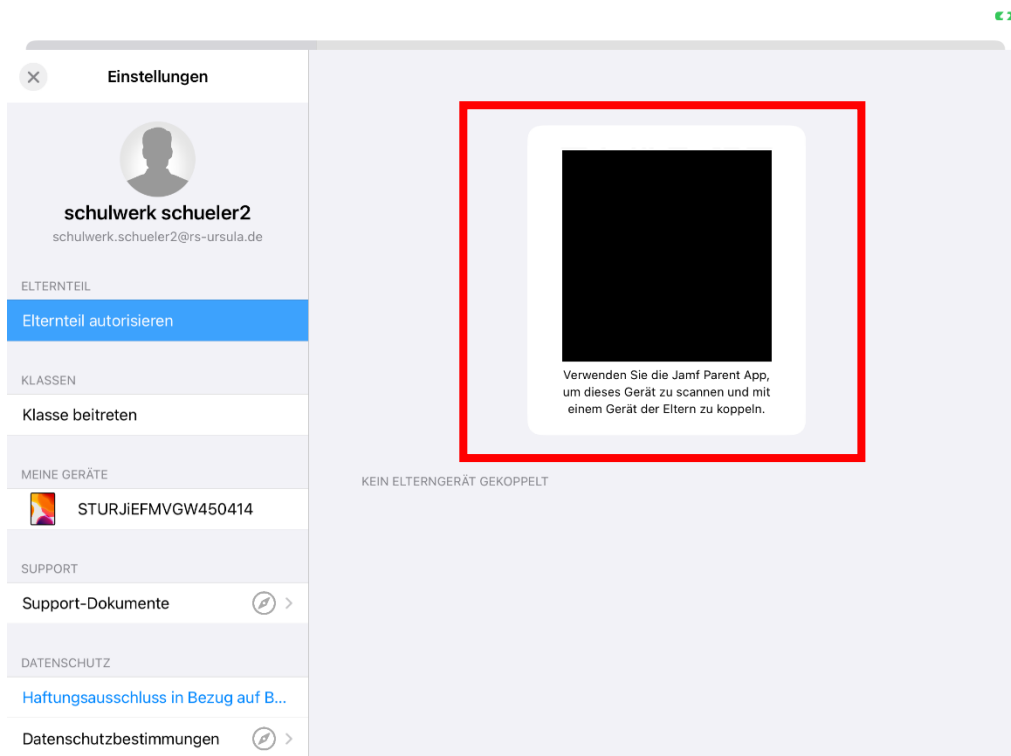 Einstellungen
schulwerk schueler2
schulwerk.schueler2@rs-ursula.de
ELTERNTEIL
Elternteil autorisieren
KLASSEN
Klasse beitreten
MEINE GERÄTE
STURJiEFMVGW450414
SUPPORT
Support-Dokumente
DATENSCHUTZ
Haftungsausschluss in Bezug auf B...
Datenschutzbestimmungen
Verwenden Sie die Jamf Parent App,
um dieses Gerät zu scannen und mit
einem Gerät der Eltern zu koppeln.
KEIN ELTERNGERÄT GEKOPPELT